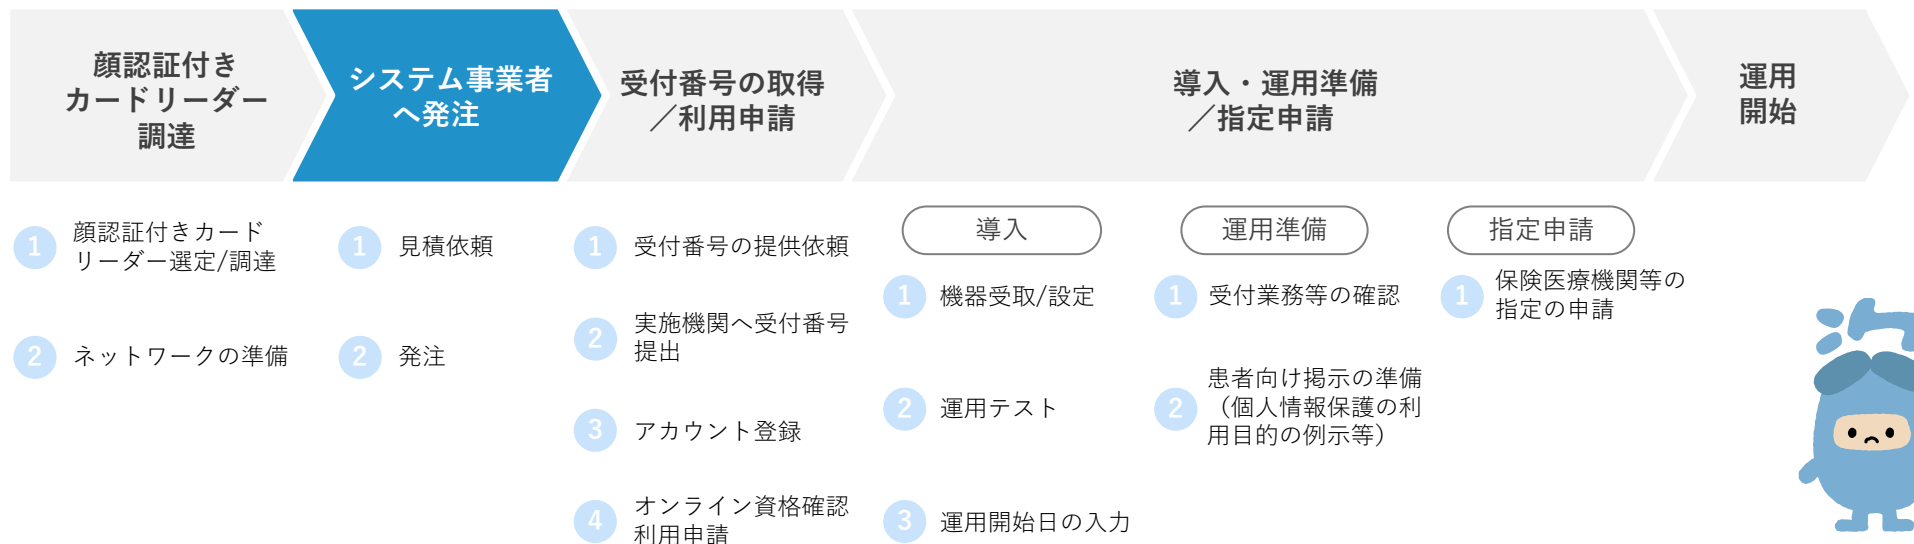 顔認証付き
カードリーダー
調達
システム事業者
へ発注
受付番号の取得
／利用申請
導入・運用準備
／指定申請
運用
開始
1
顔認証付きカード
リーダー選定/調達
2
ネットワークの準備
1
見積依頼
2
発注
1
受付番号の提供依頼
2
実施機関へ受付番号
提出
3
アカウント登録
4
オンライン資格確認
利用申請
導入
1
機器受取/設定
2
運用テスト
3
運用開始日の入力
運用準備
1
受付業務等の確認
2
患者向け掲示の準備
（個人情報保護の利
用目的の例示等）
指定申請
1
保険医療機関等の
指定の申請